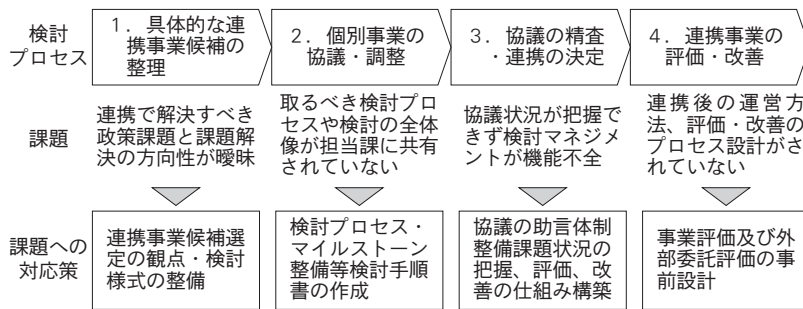 検討
プロセス
1．具体的な連
携事業候補の
整理
2．個別事業の
協議・調整
3．協議の精査
・連携の決定
4．連携事業の
評価・改善
課題
連携で解決すべき
政策課題と課題解
決の方向性が曖昧
取るべき検討プロ
セスや検討の全体
像が担当課に共有
されていない
協議状況が把握で
きず検討マネジメ
ントが機能不全
連携後の運営方
法、評価・改善の
プロセス設計がさ
れていない
課題への
対応策
連携事業候補選
定の観点・検討
様式の整備
検討プロセス・
マイルストーン
整備等検討手順
書の作成
協議の助言体制
整備課題状況の
把握、評価、改
善の仕組み構築
事業評価及び外
部委託評価の事
前設計